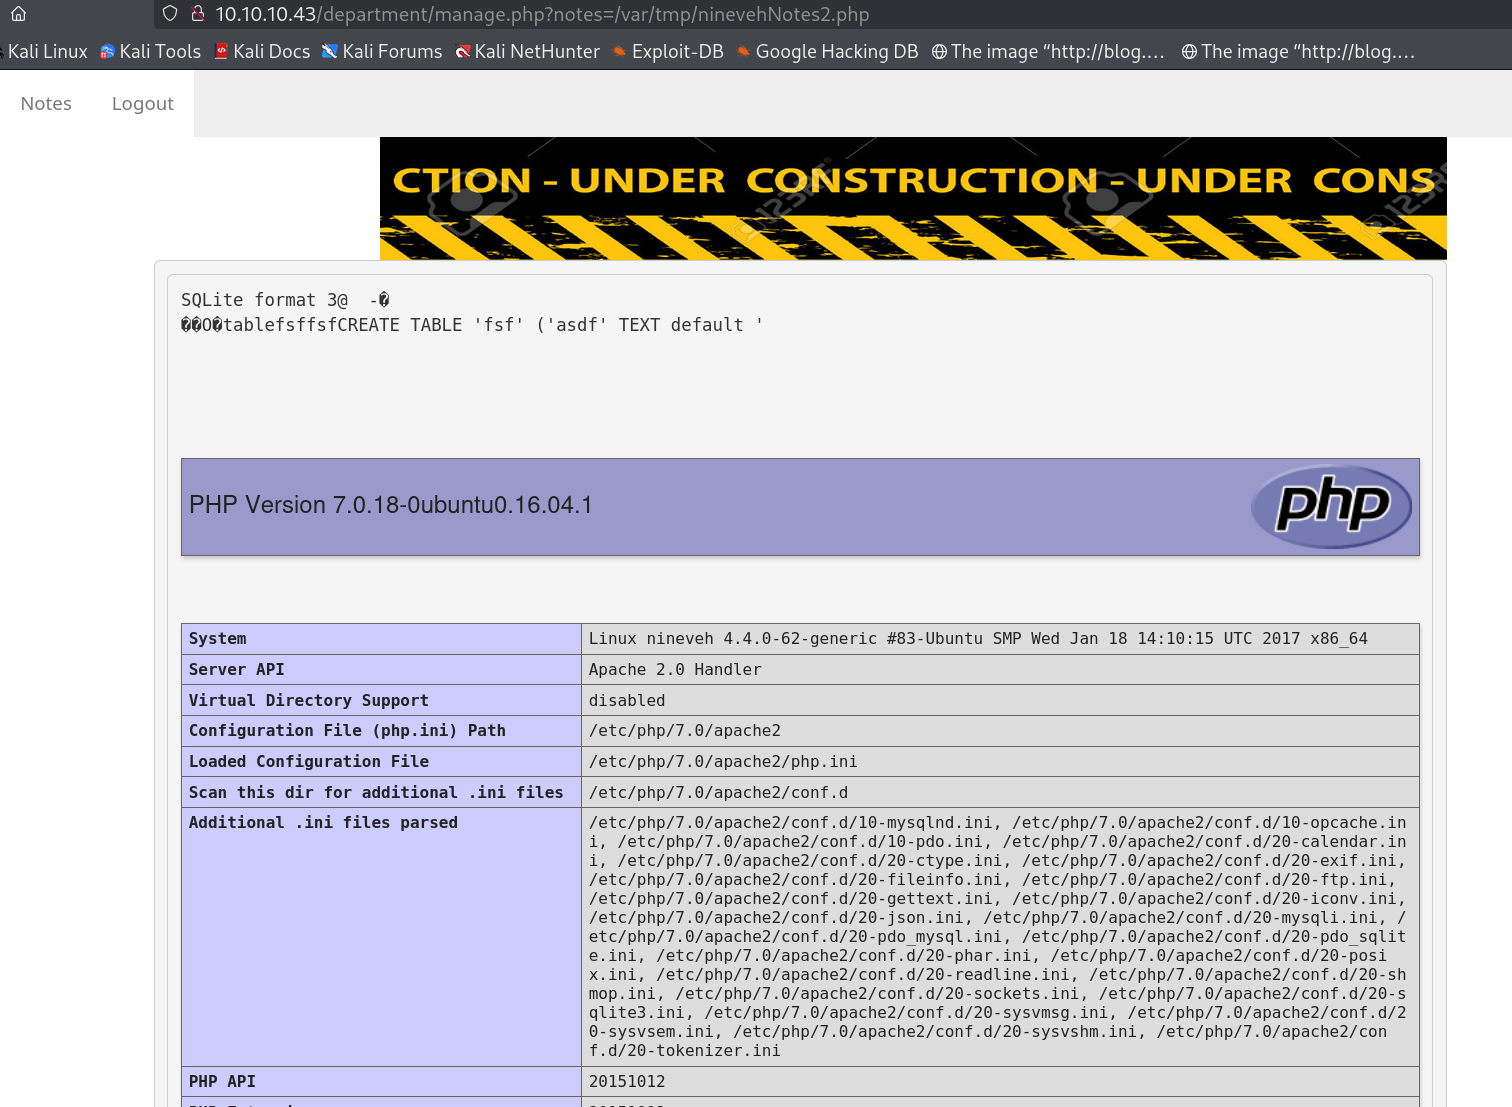 10.10.10.43/department/manage.php?notes=/var/tmp/ninevehNotes2.php
Kali Linux Kali Tools Kali Docs Kali Forums Kali NetHunter Exploit-DB Google Hacking DB The image “http://blog.… The image “http://blog.…
Notes Logout
CTION - UNDER CONSTRUCTION - UNDER CONS
123RF
SQLite format 3@  -�
��O�tablefsffsfCREATE TABLE 'fsf' ('asdf' TEXT default '
PHP Version 7.0.18-0ubuntu0.16.04.1
php
System Linux nineveh 4.4.0-62-generic #83-Ubuntu SMP Wed Jan 18 14:10:15 UTC 2017 x86_64
Server API Apache 2.0 Handler
Virtual Directory Support disabled
Configuration File (php.ini) Path /etc/php/7.0/apache2
Loaded Configuration File /etc/php/7.0/apache2/php.ini
Scan this dir for additional .ini files /etc/php/7.0/apache2/conf.d
Additional .ini files parsed /etc/php/7.0/apache2/conf.d/10-mysqlnd.ini, /etc/php/7.0/apache2/conf.d/10-opcache.in
i, /etc/php/7.0/apache2/conf.d/10-pdo.ini, /etc/php/7.0/apache2/conf.d/20-calendar.in
i, /etc/php/7.0/apache2/conf.d/20-ctype.ini, /etc/php/7.0/apache2/conf.d/20-exif.ini,
/etc/php/7.0/apache2/conf.d/20-fileinfo.ini, /etc/php/7.0/apache2/conf.d/20-ftp.ini,
/etc/php/7.0/apache2/conf.d/20-gettext.ini, /etc/php/7.0/apache2/conf.d/20-iconv.ini,
/etc/php/7.0/apache2/conf.d/20-json.ini, /etc/php/7.0/apache2/conf.d/20-mysqli.ini, /
etc/php/7.0/apache2/conf.d/20-pdo_mysql.ini, /etc/php/7.0/apache2/conf.d/20-pdo_sqlit
e.ini, /etc/php/7.0/apache2/conf.d/20-phar.ini, /etc/php/7.0/apache2/conf.d/20-posi
x.ini, /etc/php/7.0/apache2/conf.d/20-readline.ini, /etc/php/7.0/apache2/conf.d/20-sh
mop.ini, /etc/php/7.0/apache2/conf.d/20-sockets.ini, /etc/php/7.0/apache2/conf.d/20-s
qlite3.ini, /etc/php/7.0/apache2/conf.d/20-sysvmsg.ini, /etc/php/7.0/apache2/conf.d/2
0-sysvsem.ini, /etc/php/7.0/apache2/conf.d/20-sysvshm.ini, /etc/php/7.0/apache2/con
f.d/20-tokenizer.ini
PHP API 20151012